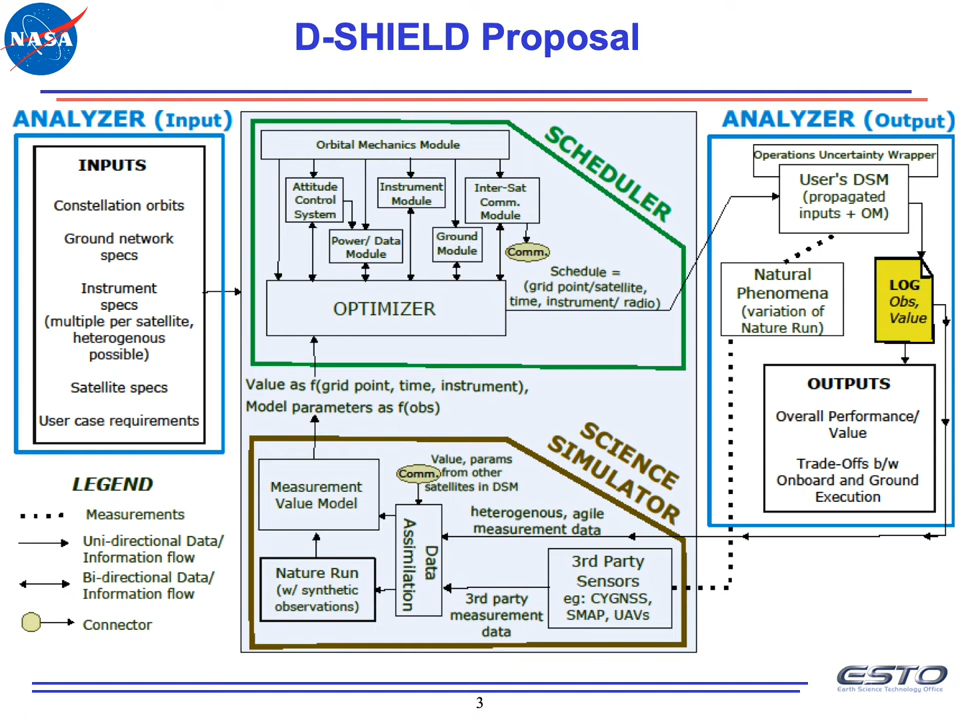 NASA
D-SHIELD Proposal
ANALYZER (Input)
INPUTS
Constellation orbits
Ground network
specs
Instrument
specs
(multiple per satellite,
heterogenous
possible)
Satellite specs
User case requirements
LEGEND
Measurements
Uni-directional Data/
Information flow
Bi-directional Data/
Information flow
Connector
SCHEDULER
Orbital Mechanics Module
Attitude
Control
System
Power/ Data
Module
Instrument
Module
Ground
Module
Inter-Sat
Comm.
Module
Comm.
OPTIMIZER
Schedule =
(grid point/satellite,
time, instrument/ radio)
Value as f(grid point, time, instrument),
Model parameters as f(obs)
SCIENCE
SIMULATOR
Measurement
Value Model
Comm.
Value, params
from other
satellites in DSM
Data
Assimilation
heterogenous, agile
measurement data
Nature Run
(w/ synthetic
observations)
3rd party
measurement
data
3rd Party
Sensors
eg: CYGNSS,
SMAP, UAVs
ANALYZER (Output)
Operations Uncertainty Wrapper
User's DSM
(propagated
inputs + OM)
Natural
Phenomena
(variation of
Nature Run)
LOG
Obs,
Value
OUTPUTS
Overall Performance/
Value
Trade-Offs b/w
Onboard and Ground
Execution
3
ESTO
Earth Science Technology Office